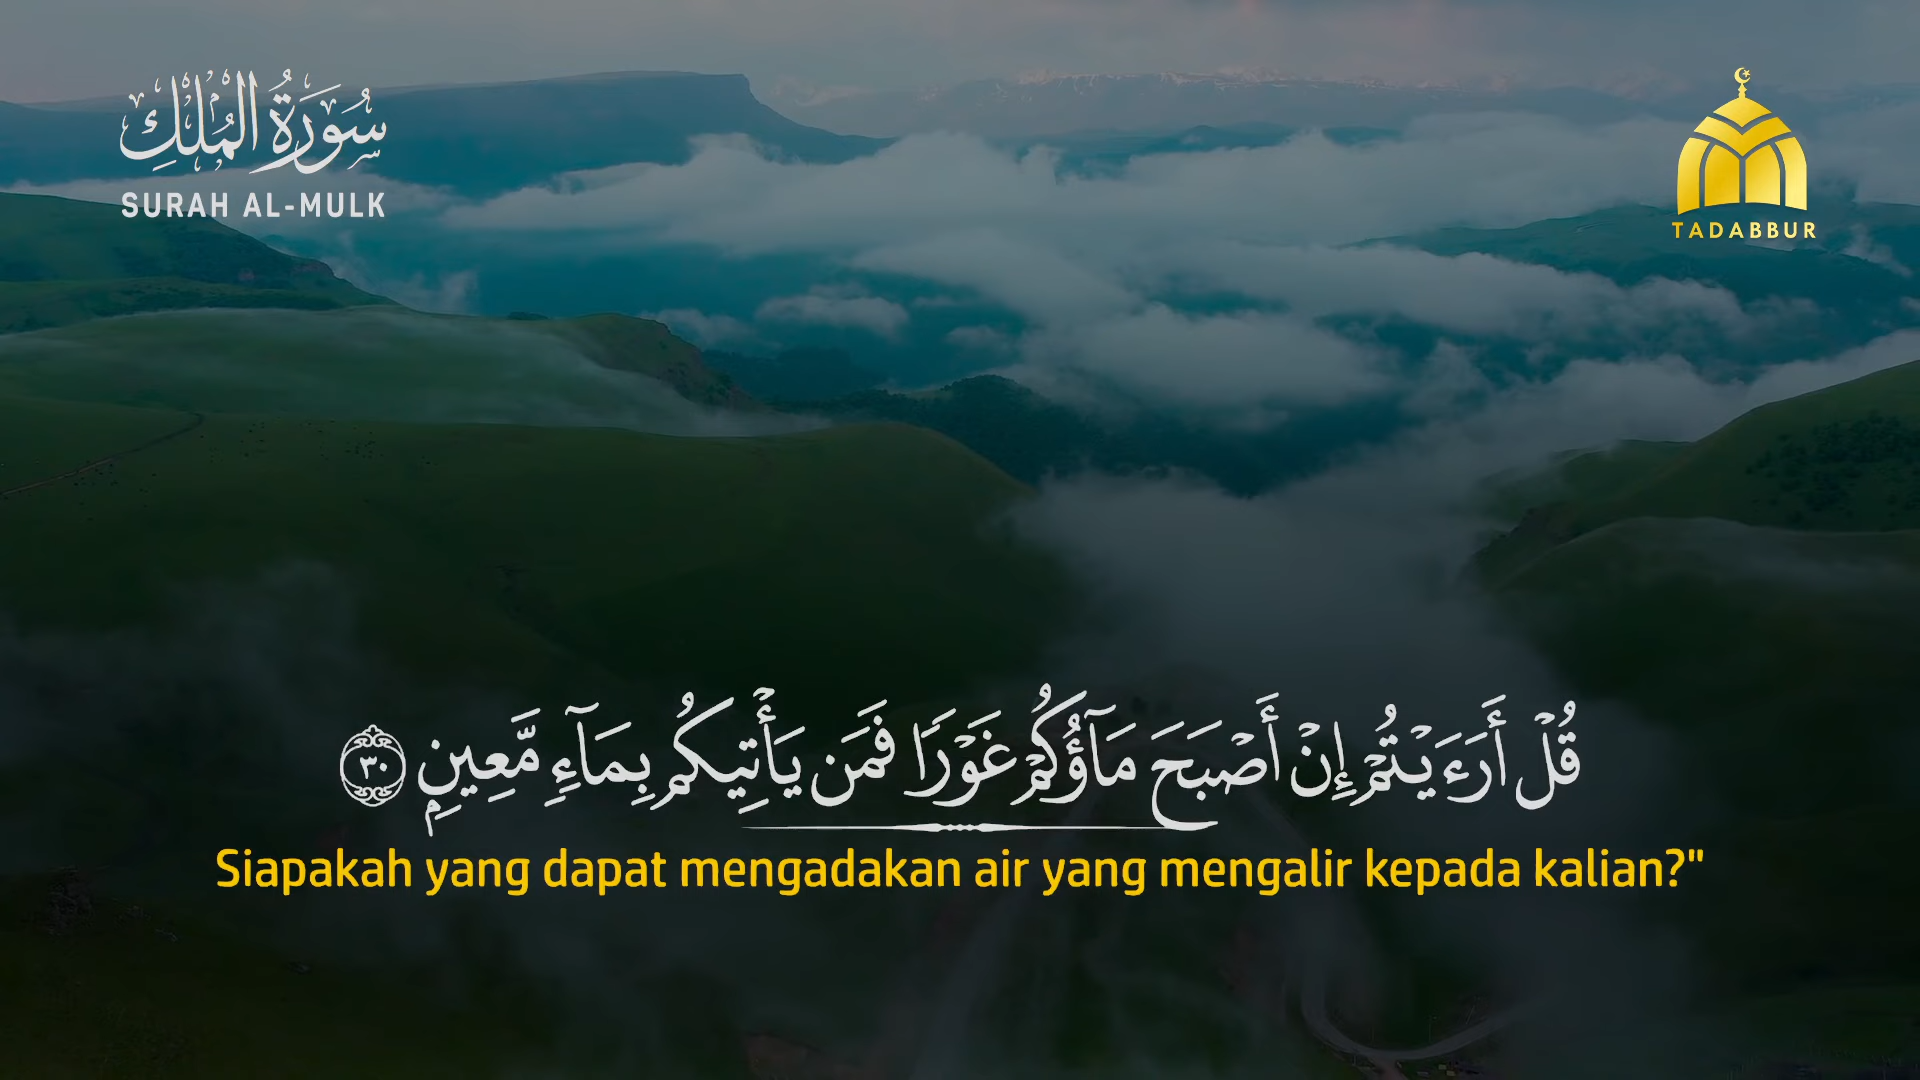 سُورَةُ الْمُلْكِ
SURAH AL-MULK
TADABBUR
قُلْ أَرَءَيْتُمْ إِنْ أَصْبَحَ مَآؤُكُمْ غَوْرًا فَمَن يَأْتِيكُم بِمَآءٍ مَّعِينٍ ٣٠
Siapakah yang dapat mengadakan air yang mengalir kepada kalian?"